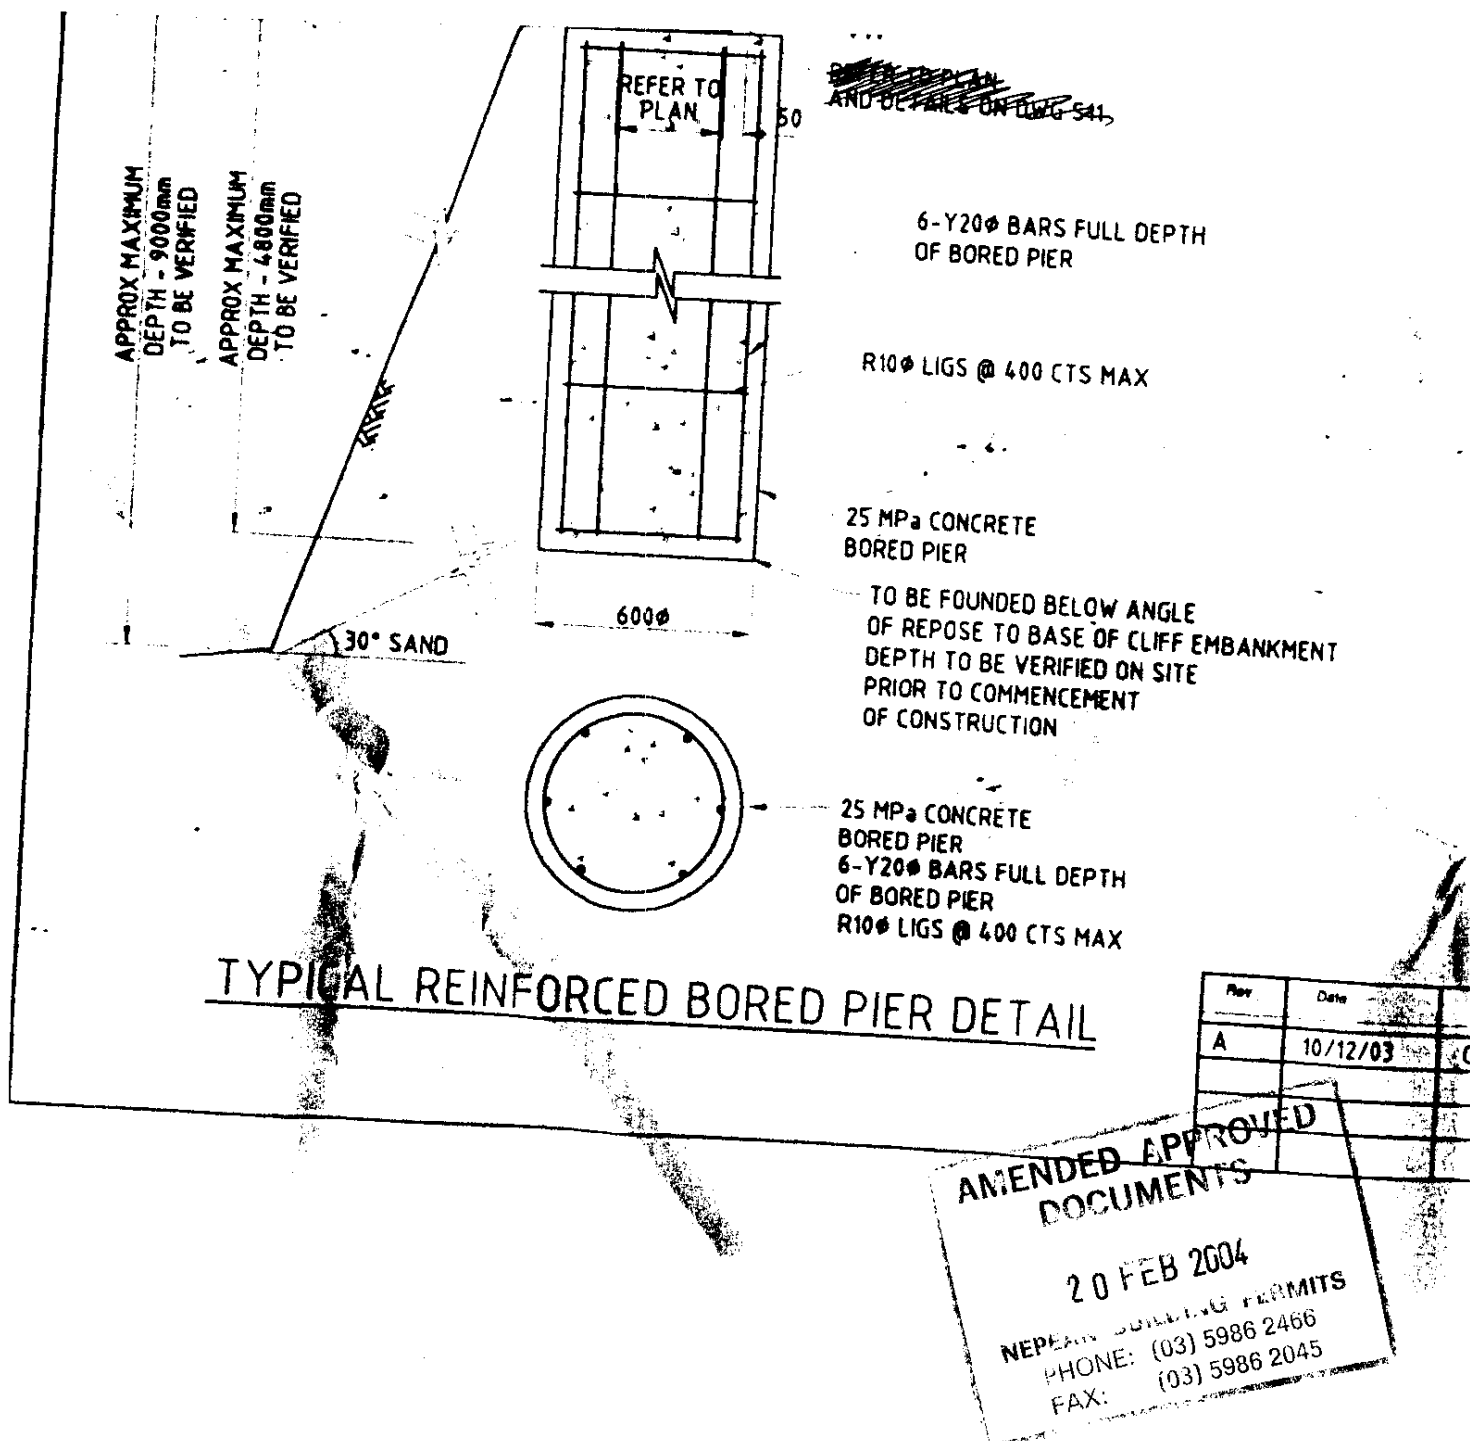 REFER TO PLAN
AND DETAILS ON DWG S41
REFER TO
PLAN
50
APPROX MAXIMUM
DEPTH - 9000mm
TO BE VERIFIED
APPROX MAXIMUM
DEPTH - 4800mm
TO BE VERIFIED
6-Y20ø BARS FULL DEPTH
OF BORED PIER
R10ø LIGS @ 400 CTS MAX
25 MPa CONCRETE
BORED PIER
TO BE FOUNDED BELOW ANGLE
OF REPOSE TO BASE OF CLIFF EMBANKMENT
DEPTH TO BE VERIFIED ON SITE
PRIOR TO COMMENCEMENT
OF CONSTRUCTION
600ø
30° SAND
25 MPa CONCRETE
BORED PIER
6-Y20ø BARS FULL DEPTH
OF BORED PIER
R10ø LIGS @ 400 CTS MAX
TYPICAL REINFORCED BORED PIER DETAIL
Rev Date
A 10/12/03
AMENDED APPROVED
DOCUMENTS
20 FEB 2004
NEPEAN BUILDING PERMITS
PHONE: (03) 5986 2466
FAX: (03) 5986 2045